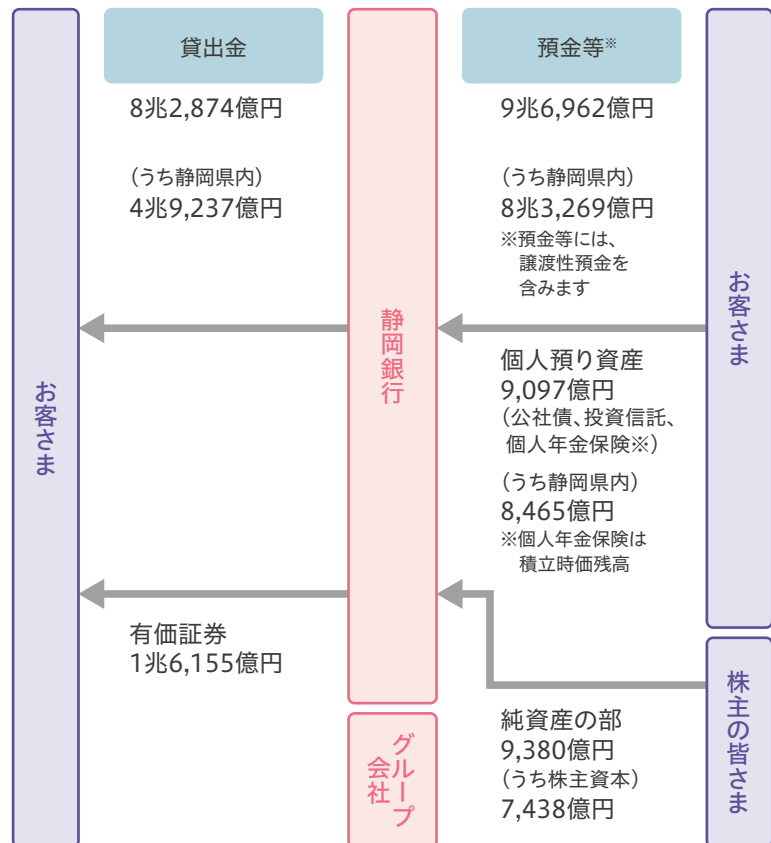 お客さま
貸出金
8兆2,874億円
(うち静岡県内)
4兆9,237億円
有価証券
1兆6,155億円
静岡銀行
グループ
会社
預金等※
9兆6,962億円
(うち静岡県内)
8兆3,269億円
※預金等には、
譲渡性預金を
含みます
個人預り資産
9,097億円
(公社債、投資信託、
個人年金保険※)
(うち静岡県内)
8,465億円
※個人年金保険は
積立時価残高
純資産の部
9,380億円
(うち株主資本)
7,438億円
お客さま
株主の皆さま